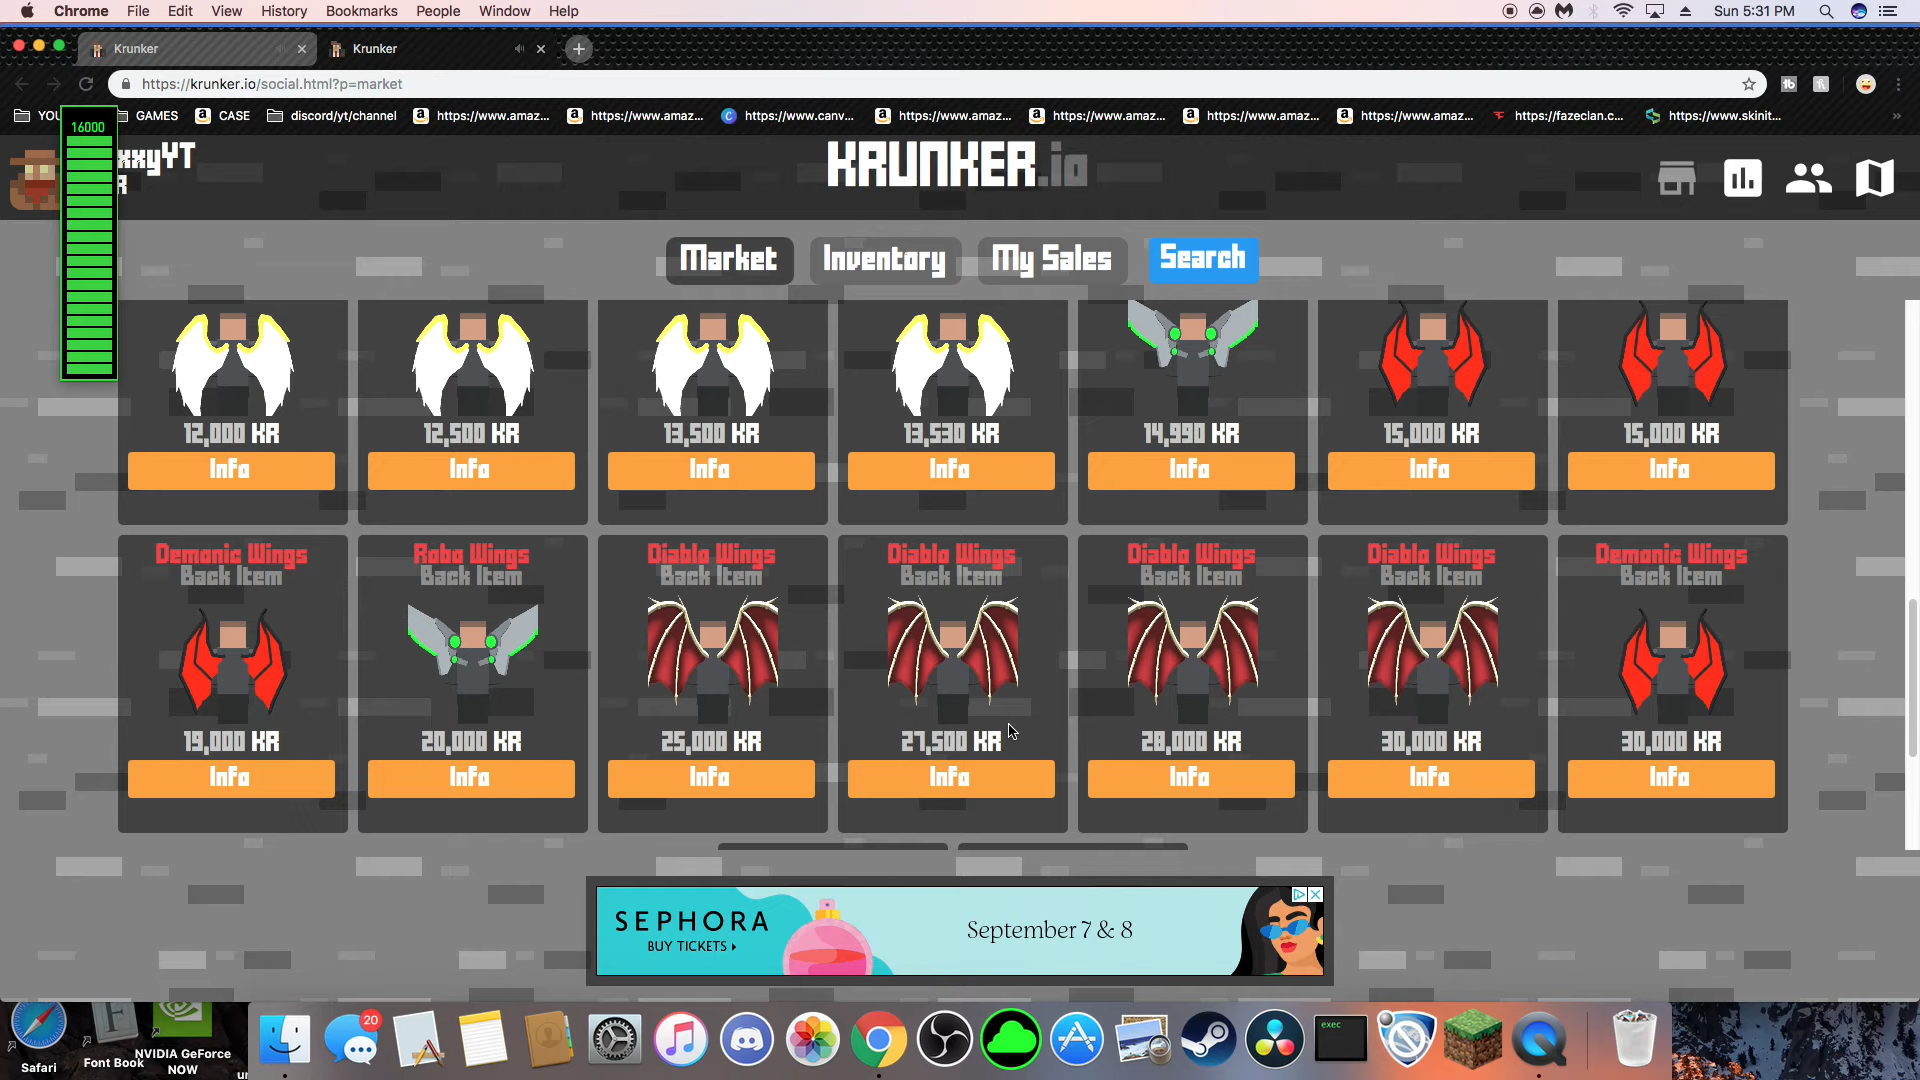 Chrome File Edit View History Bookmarks People Window Help Sun 5:31 PM
Krunker Krunker
https://krunker.io/social.html?p=market
YOU GAMES CASE discord/yt/channel https://www.amaz... https://www.amaz... https://www.canv... https://www.amaz... https://www.amaz... https://www.amaz... https://www.amaz... https://fazeclan.c... https://www.skinit...
16000
xxyYT
R
KRUNKER.io
Market Inventory My Sales Search
12,000 KR 12,500 KR 13,500 KR 13,530 KR 14,990 KR 15,000 KR 15,000 KR
Info Info Info Info Info Info Info
Demonic Wings Robo Wings Diablo Wings Diablo Wings Diablo Wings Diablo Wings Demonic Wings
Back Item Back Item Back Item Back Item Back Item Back Item Back Item
19,000 KR 20,000 KR 25,000 KR 27,500 KR 28,000 KR 30,000 KR 30,000 KR
Info Info Info Info Info Info Info
SEPHORA
BUY TICKETS
September 7 & 8
20
exec
Safari
Font Book
NVIDIA GeForce
NOW